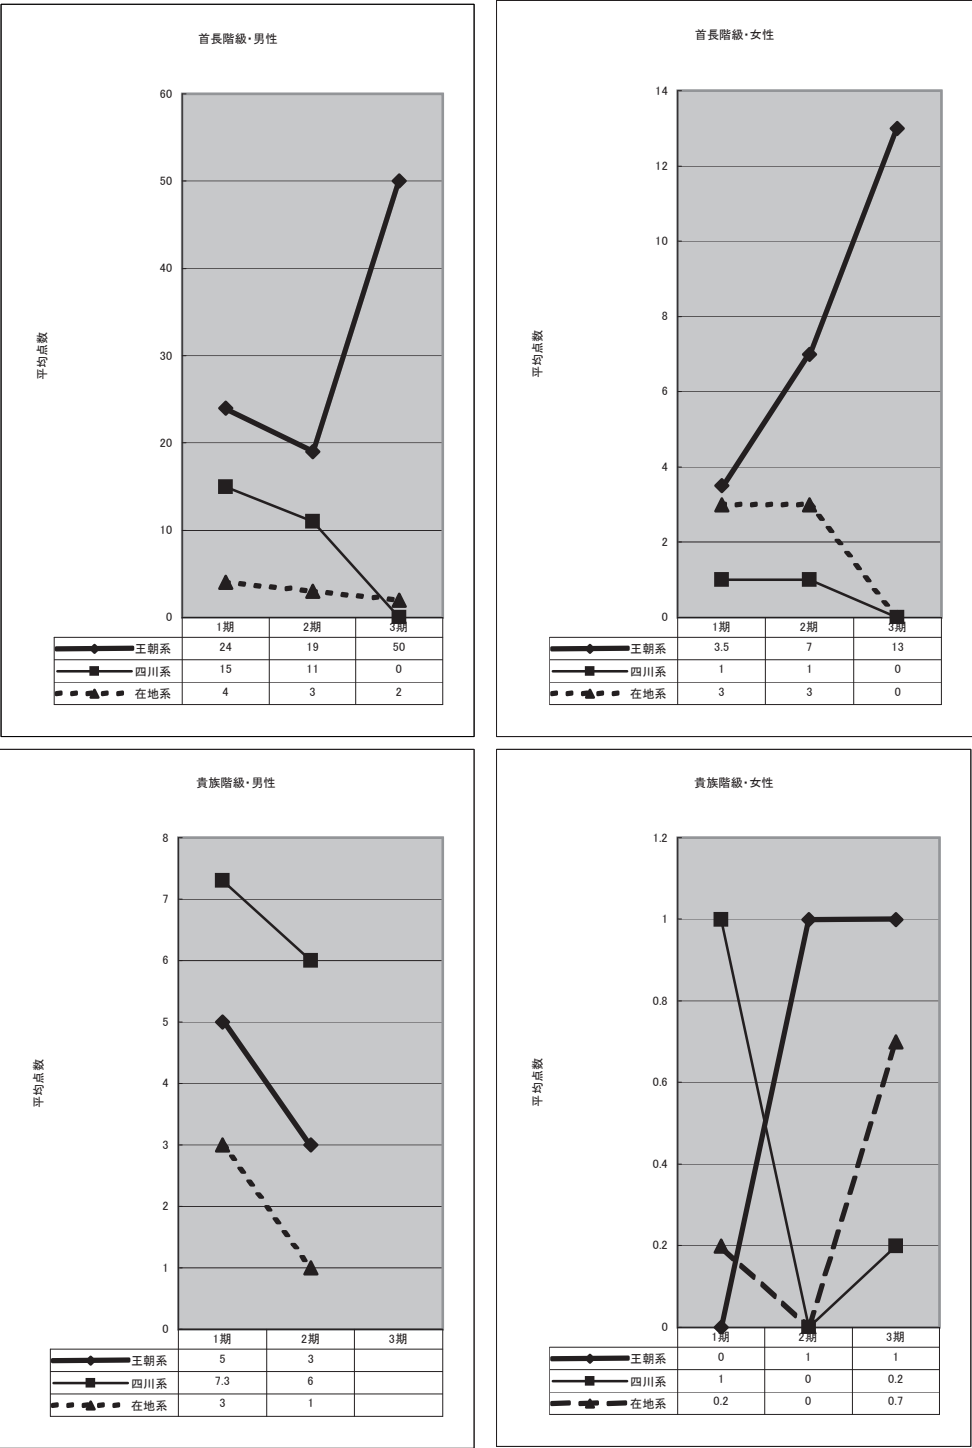 首長階級・男性
60
50
40
30
20
10
0
平均点数
1期 2期 3期
王朝系 24 19 50
四川系 15 11 0
在地系 4 3 2
首長階級・女性
14
12
10
8
6
4
2
0
平均点数
1期 2期 3期
王朝系 3.5 7 13
四川系 1 1 0
在地系 3 3 0
貴族階級・男性
8
7
6
5
4
3
2
1
0
平均点数
1期 2期 3期
王朝系 5 3
四川系 7.3 6
在地系 3 1
貴族階級・女性
1.2
1
0.8
0.6
0.4
0.2
0
平均点数
1期 2期 3期
王朝系 0 1 1
四川系 1 0 0.2
在地系 0.2 0 0.7